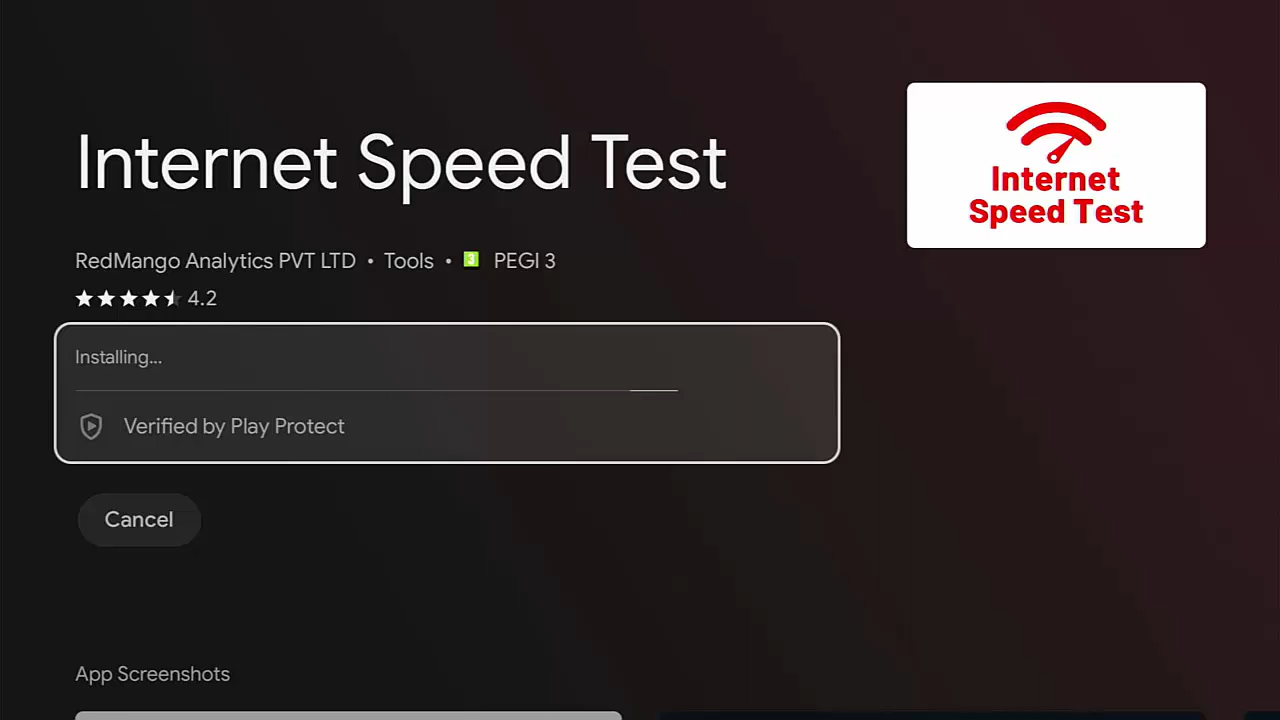 Internet Speed Test
Internet
Speed Test
RedMango Analytics PVT LTD • Tools • 3 PEGI 3
4.2
Installing...
Verified by Play Protect
Cancel
App Screenshots